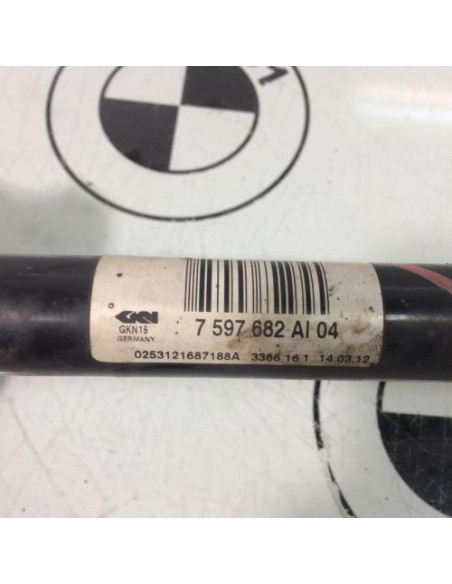 M
GKN
GKN15
GERMANY
7 597 682 AI 04
0253121687188A 3366 16 1 14.03.12